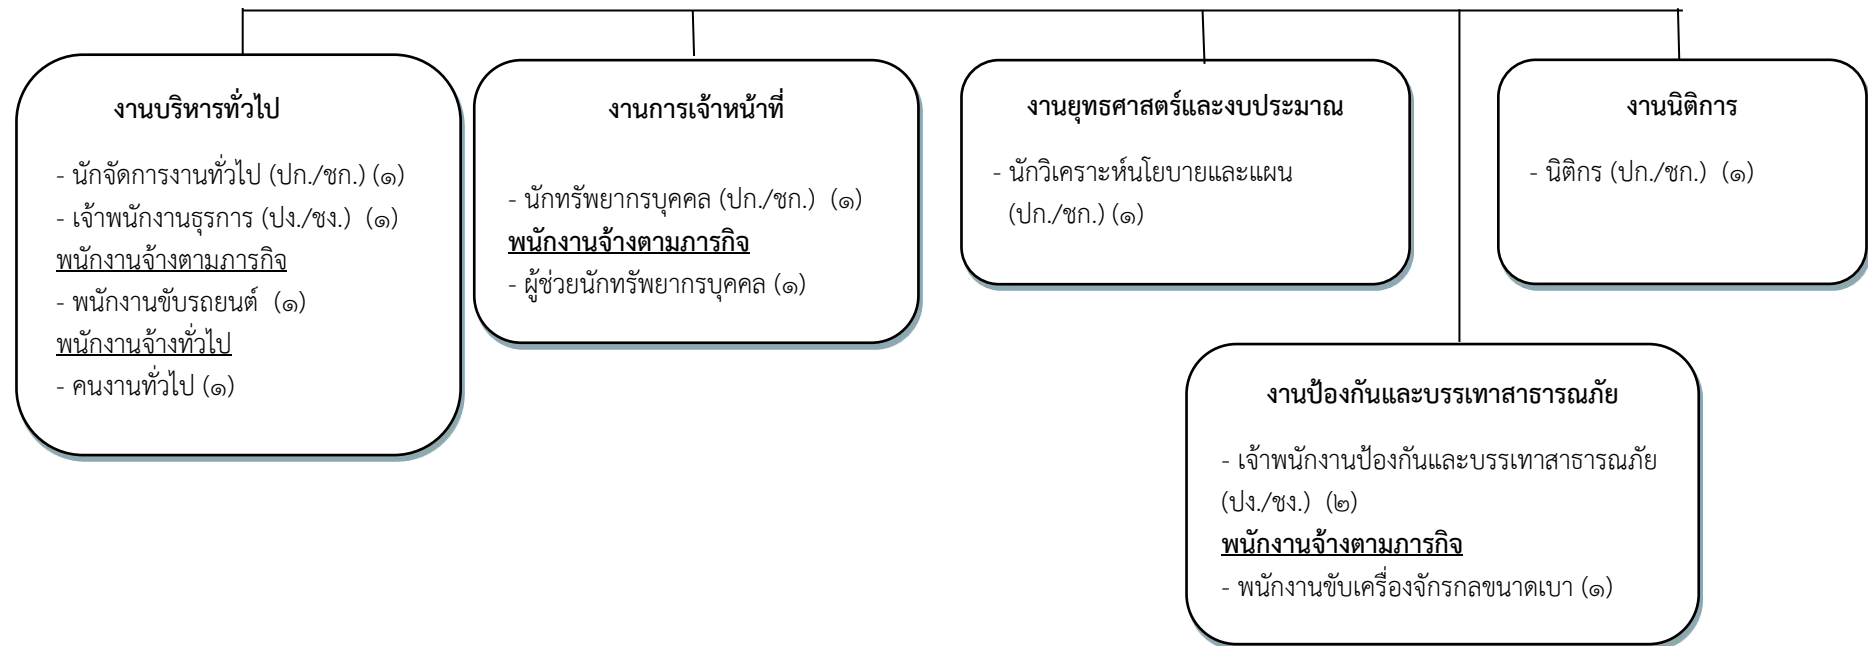 งานบริหารทั่วไป
- นักจัดการงานทั่วไป (ปก./ชก.) (๑)
- เจ้าพนักงานธุรการ (ปง./ชง.) (๑)
พนักงานจ้างตามภารกิจ
- พนักงานขับรถยนต์ (๑)
พนักงานจ้างทั่วไป
- คนงานทั่วไป (๑)
งานการเจ้าหน้าที่
- นักทรัพยากรบุคคล (ปก./ชก.) (๑)
พนักงานจ้างตามภารกิจ
- ผู้ช่วยนักทรัพยากรบุคคล (๑)
งานยุทธศาสตร์และงบประมาณ
- นักวิเคราะห์นโยบายและแผน
(ปก./ชก.) (๑)
งานนิติการ
- นิติกร (ปก./ชก.) (๑)
งานป้องกันและบรรเทาสาธารณภัย
- เจ้าพนักงานป้องกันและบรรเทาสาธารณภัย
(ปง./ชง.) (๒)
พนักงานจ้างตามภารกิจ
- พนักงานขับเครื่องจักรกลขนาดเบา (๑)